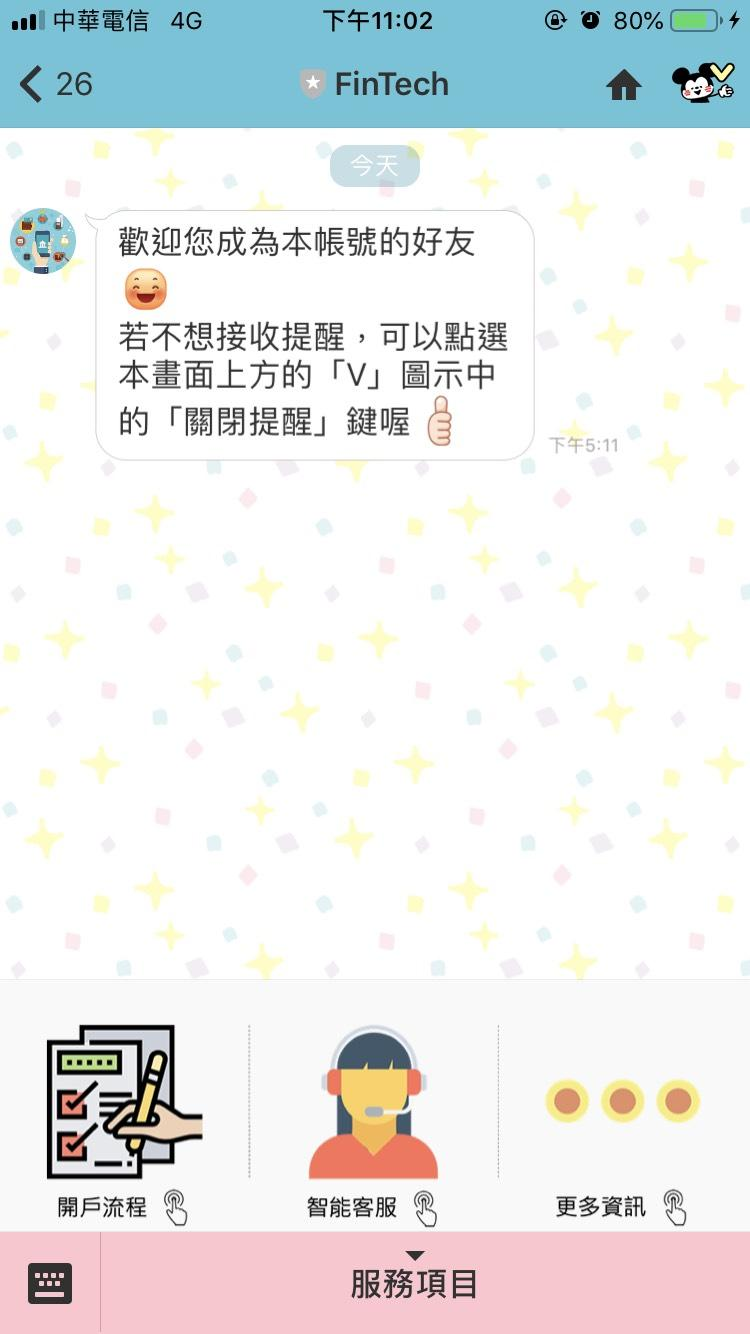 中華電信 4G 下午11:02 80%
26 FinTech
今天
歡迎您成為本帳號的好友
若不想接收提醒，可以點選
本畫面上方的「V」圖示中
的「關閉提醒」鍵喔
下午5:11
開戶流程 智能客服 更多資訊
服務項目